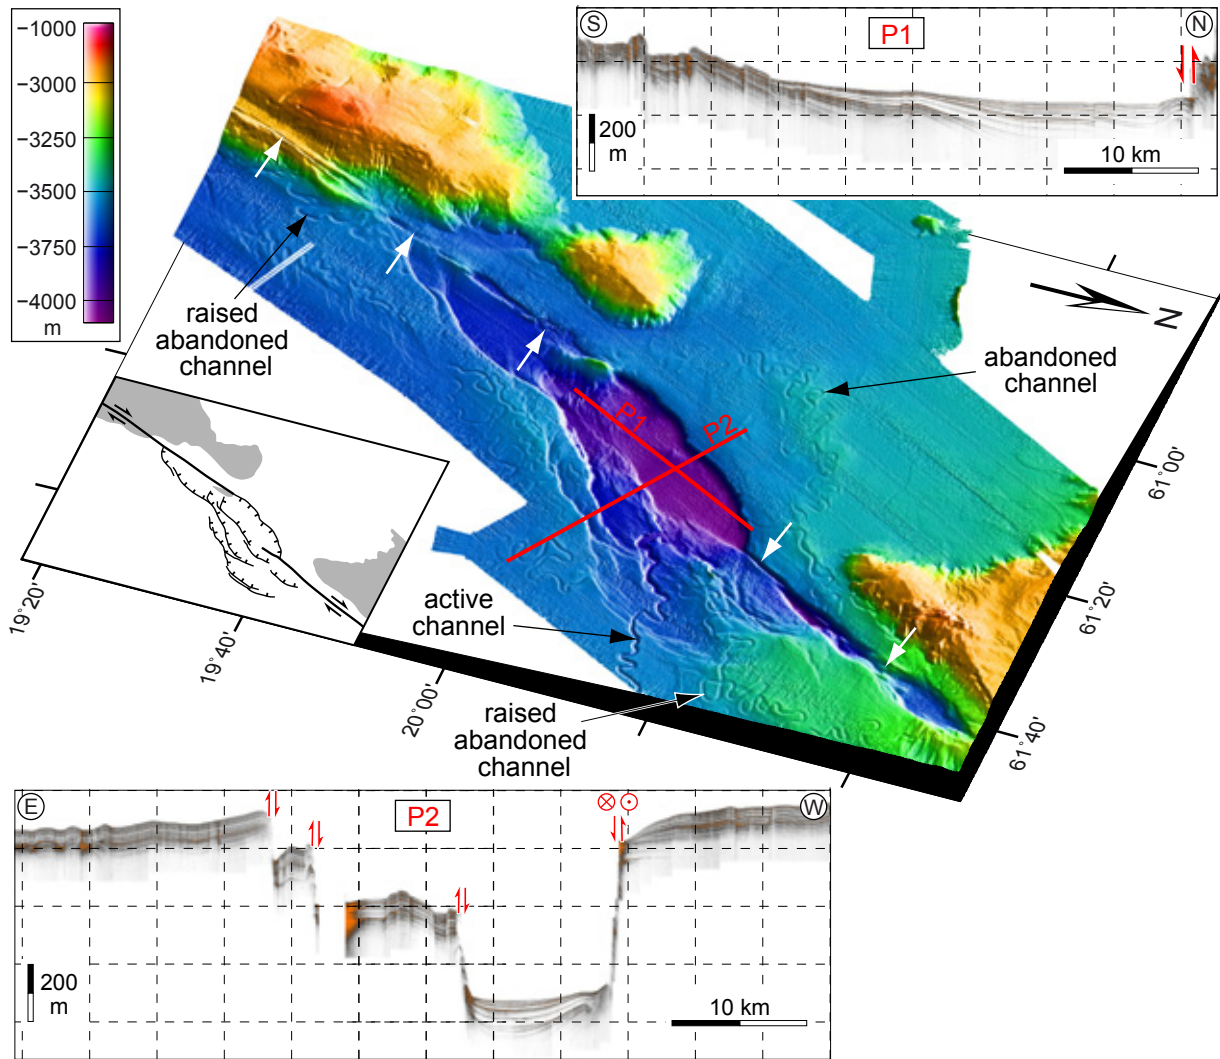 −1000
−3000
−3250
−3500
−3750
−4000
m
S
P1
N
200
m
10 km
raised
abandoned
channel
abandoned
channel
N
P1
P2
active
channel
raised
abandoned
channel
19˚20'
19˚40'
20˚00'
61˚00'
61˚20'
61˚40'
E
P2
W
200
m
10 km